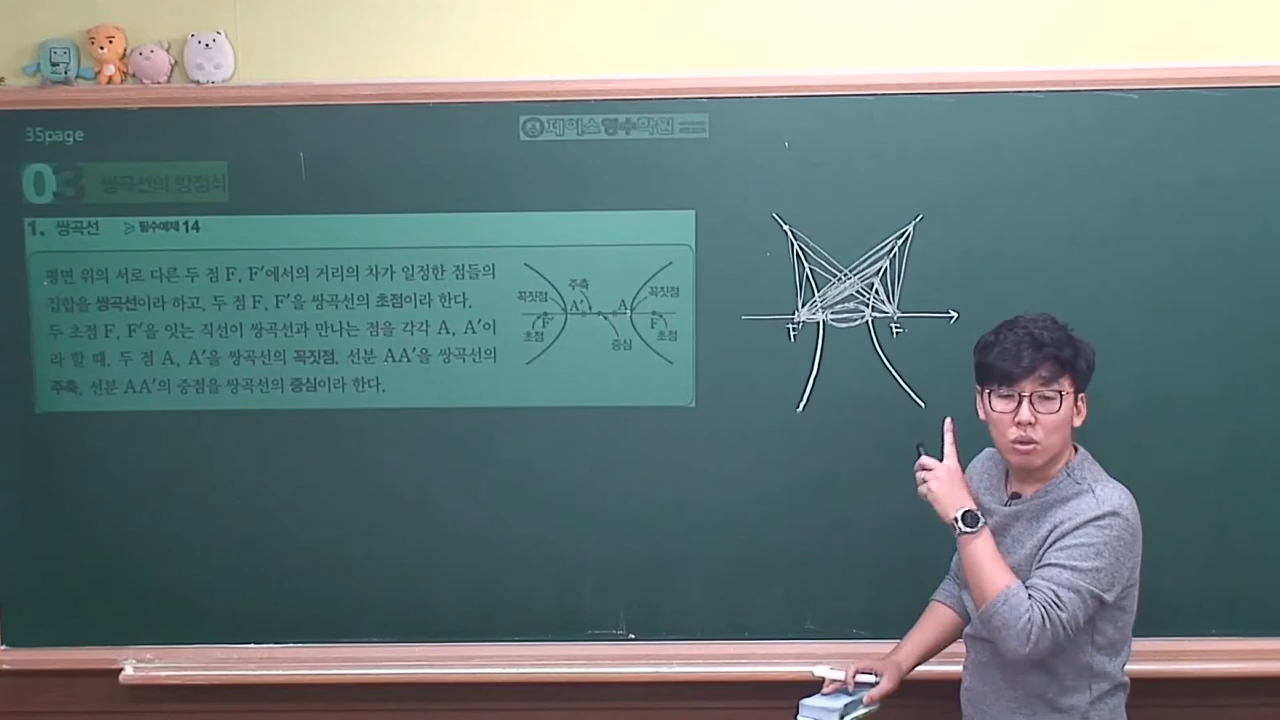 35page
페이스영수학원
03 쌍곡선의 방정식
1. 쌍곡선 ≫ 필수예제 14
평면 위의 서로 다른 두 점 F, F′에서의 거리의 차가 일정한 점들의
집합을 쌍곡선이라 하고, 두 점 F, F′을 쌍곡선의 초점이라 한다.
두 초점 F, F′을 잇는 직선이 쌍곡선과 만나는 점을 각각 A, A′이
라 할 때, 두 점 A, A′을 쌍곡선의 꼭짓점, 선분 AA′을 쌍곡선의
주축, 선분 AA′의 중점을 쌍곡선의 중심이라 한다.
주축
꼭짓점 A′ A 꼭짓점
F′ F
초점 중심 초점
F′ F